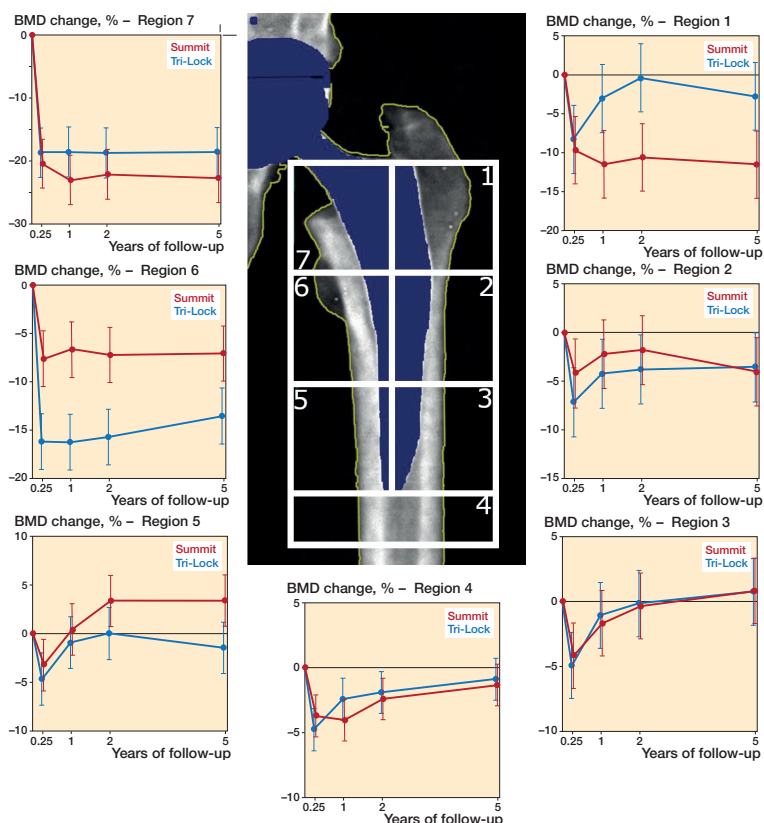 BMD change, % – Region 7
0
–10
–20
–30
Summit
Tri-Lock
0.25 1 2 5
Years of follow-up
BMD change, % – Region 6
0
–5
–10
–15
–20
Summit
Tri-Lock
0.25 1 2 5
Years of follow-up
BMD change, % – Region 5
10
5
0
–5
–10
Summit
Tri-Lock
0.25 1 2 5
Years of follow-up
1
7
6
2
5
3
4
BMD change, % – Region 4
5
0
–5
–10
Summit
Tri-Lock
0.25 1 2 5
Years of follow-up
BMD change, % – Region 1
5
0
–5
–10
–15
–20
Summit
Tri-Lock
0.25 1 2 5
Years of follow-up
BMD change, % – Region 2
5
0
–5
–10
–15
Summit
Tri-Lock
0.25 1 2 5
Years of follow-up
BMD change, % – Region 3
5
0
–5
–10
Summit
Tri-Lock
0.25 1 2 5
Years of follow-up